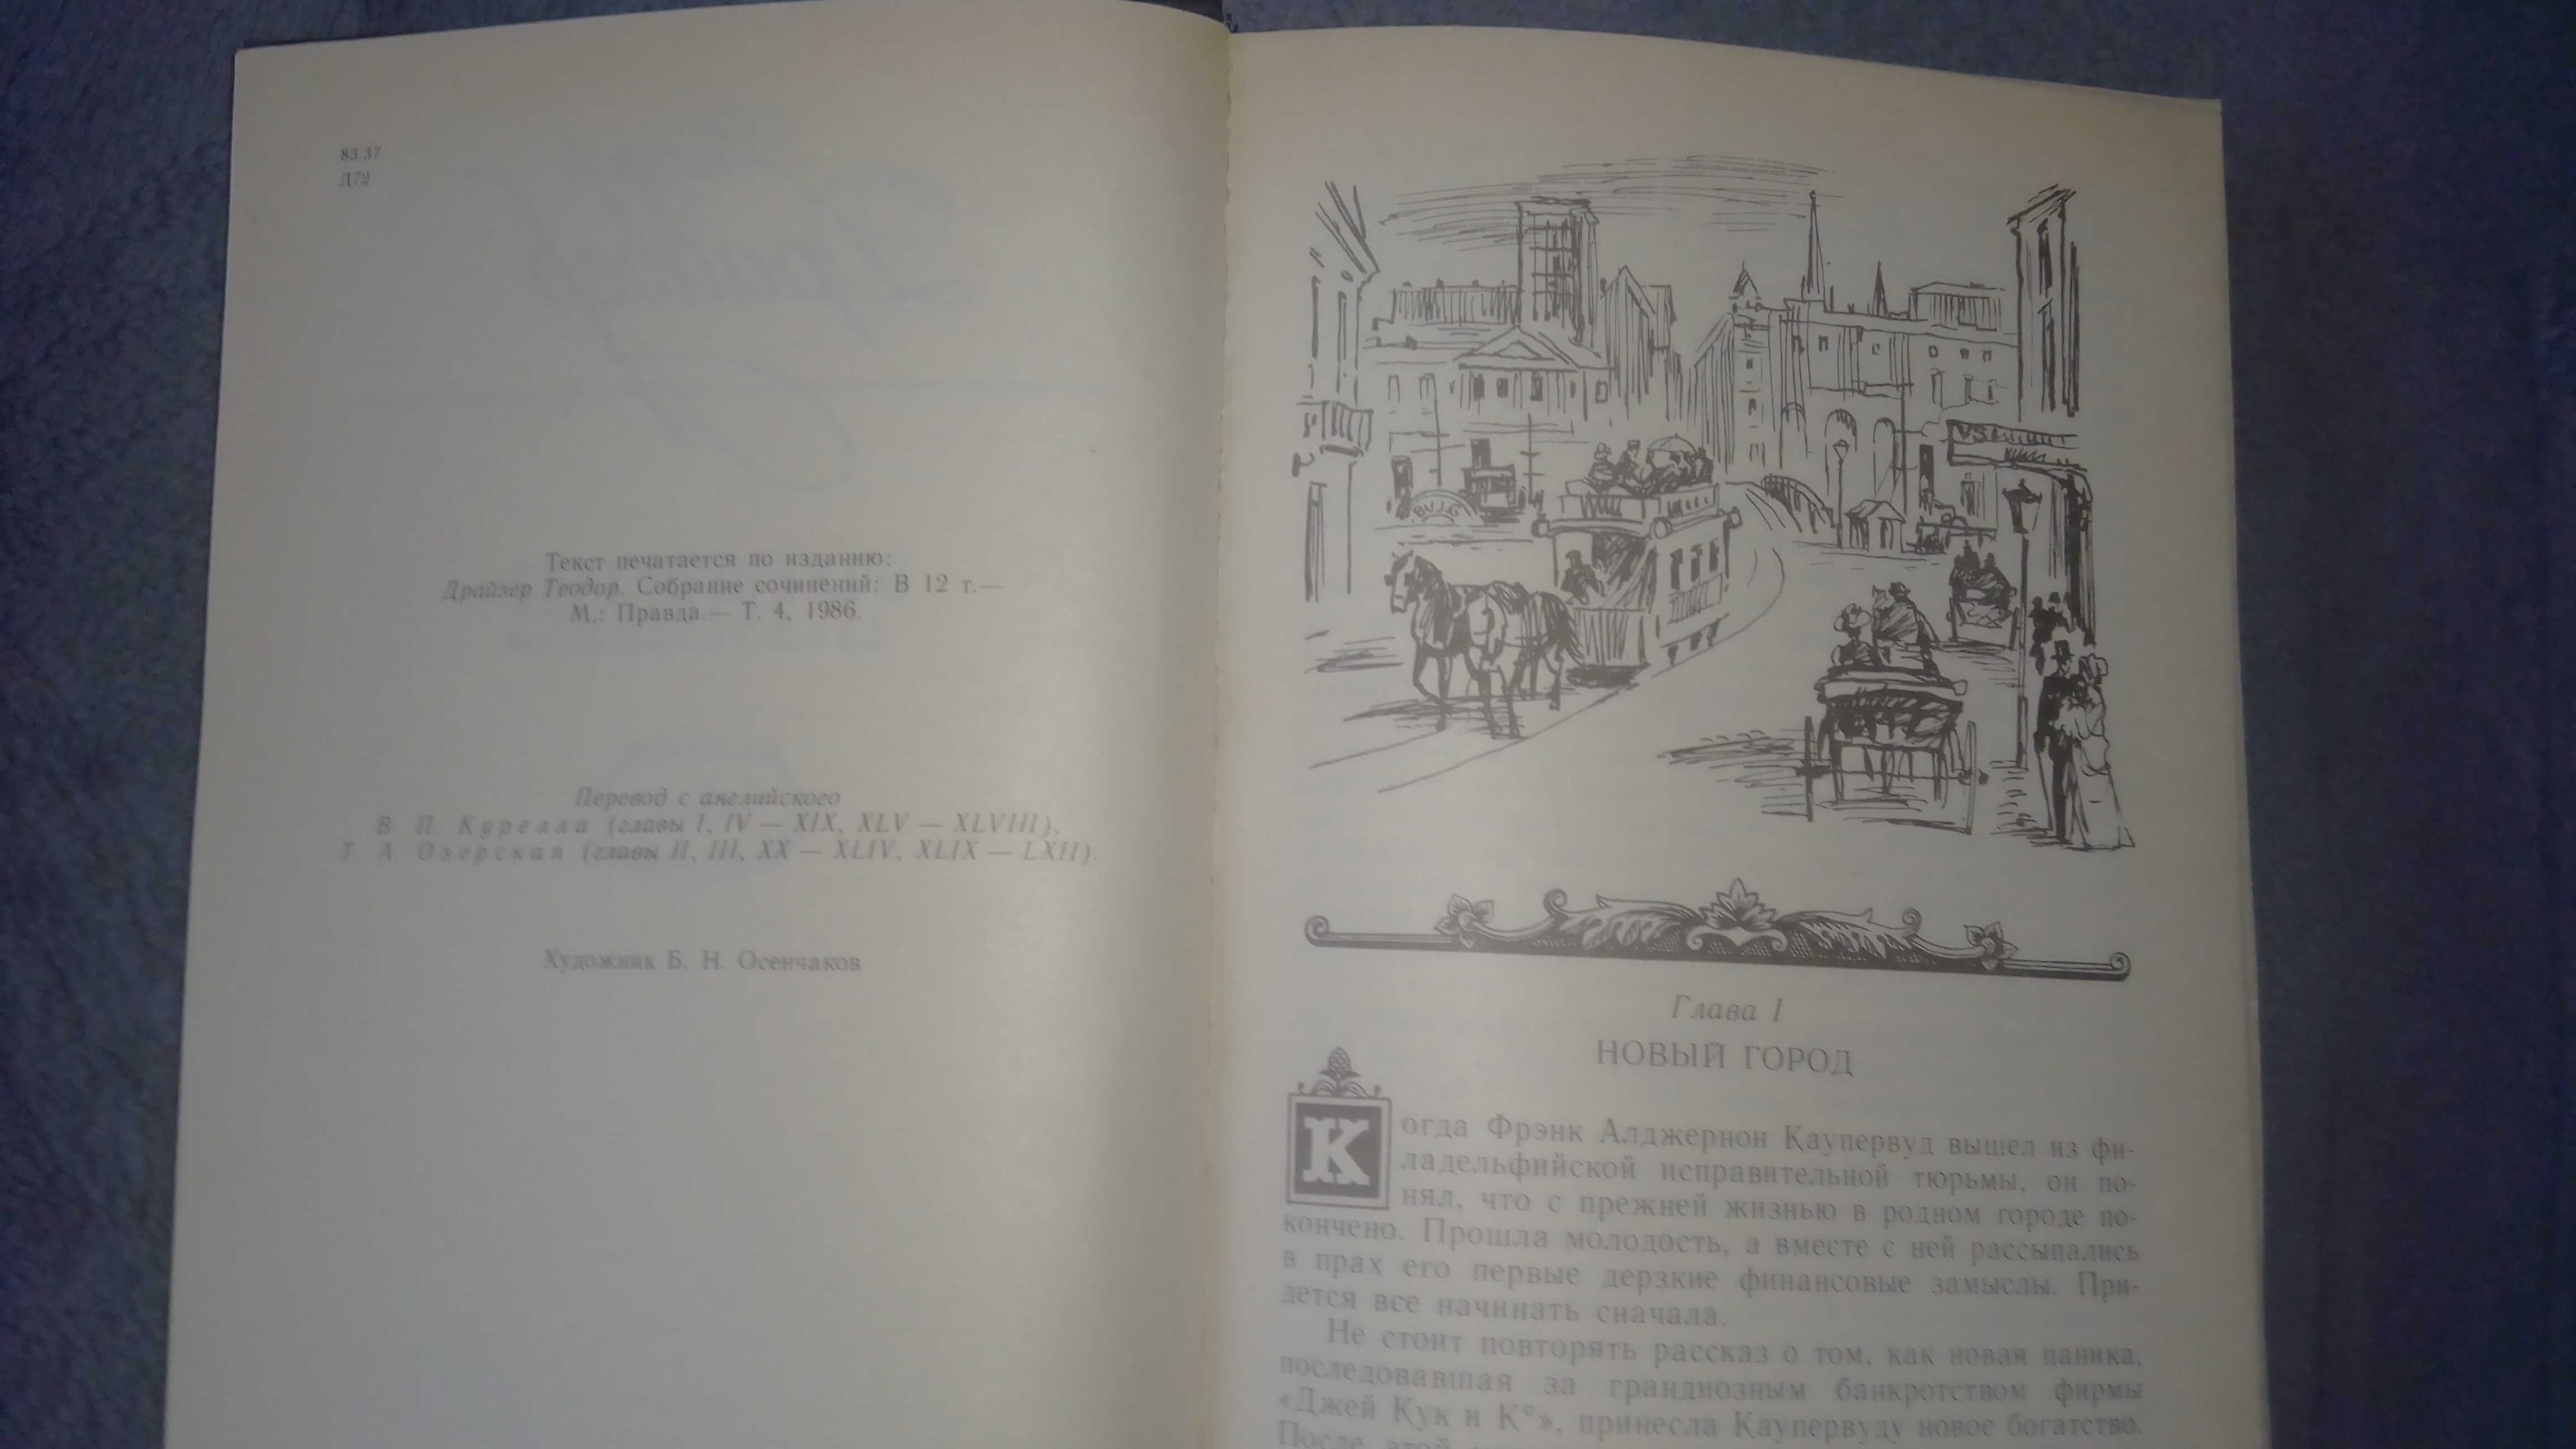 83.37
Д72
Текст печатается по изданию:
Драйзер Теодор. Собрание сочинений: В 12 т.—
М.: Правда.— Т. 4, 1986.
Перевод с английского
В. П. Курелла (главы I, IV — XIX, XLV — XLVIII),
Т. А. Озерская (главы II, III, XX — XLIV, XLIX — LXII).
Художник Б. Н. Осенчаков
Глава I
НОВЫЙ ГОРОД
Когда Фрэнк Алджернон Каупервуд вышел из фи-
ладельфийской исправительной тюрьмы, он по-
нял, что с прежней жизнью в родном городе по-
кончено. Прошла молодость, а вместе с ней рассыпались
в прах его первые дерзкие финансовые замыслы. При-
дется все начинать сначала.
Не стоит повторять рассказ о том, как новая паника,
последовавшая за грандиозным банкротством фирмы
«Джей Кук и К°», принесла Каупервуду новое богатство.
После этой